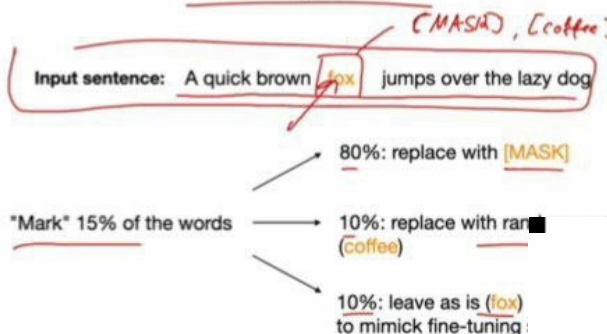 [MASK], [coffee]
Input sentence: A quick brown fox jumps over the lazy dog
80%: replace with [MASK]
"Mark" 15% of the words
10%: replace with
(coffee)
10%: leave as is (fox)
to mimick fine-tuning